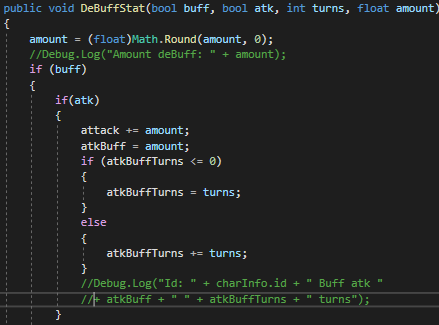 public void DeBuffStat(bool buff, bool atk, int turns, float amount)
{
amount = (float)Math.Round(amount, 0);
//Debug.Log("Amount deBuff: " + amount);
if (buff)
{
if(atk)
{
attack += amount;
atkBuff = amount;
if (atkBuffTurns <= 0)
{
atkBuffTurns = turns;
}
else
{
atkBuffTurns += turns;
}
//Debug.Log("Id: " + charInfo.id + " Buff atk "
//+ atkBuff + " " + atkBuffTurns + " turns");
}